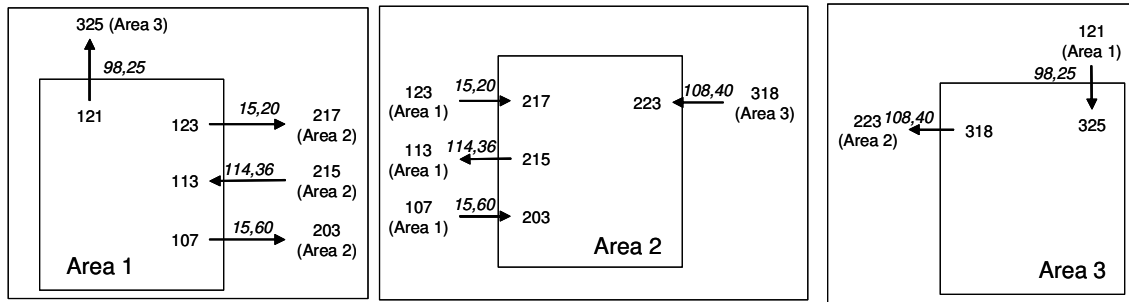 325 (Area 3)
98,25
121
123
15,20
217
(Area 2)
113
114,36
215
(Area 2)
107
15,60
203
(Area 2)
Area 1
123
(Area 1)
15,20
217
223
108,40
318
(Area 3)
113
(Area 1)
114,36
215
107
(Area 1)
15,60
203
Area 2
121
(Area 1)
98,25
325
223
(Area 2)
108,40
318
Area 3